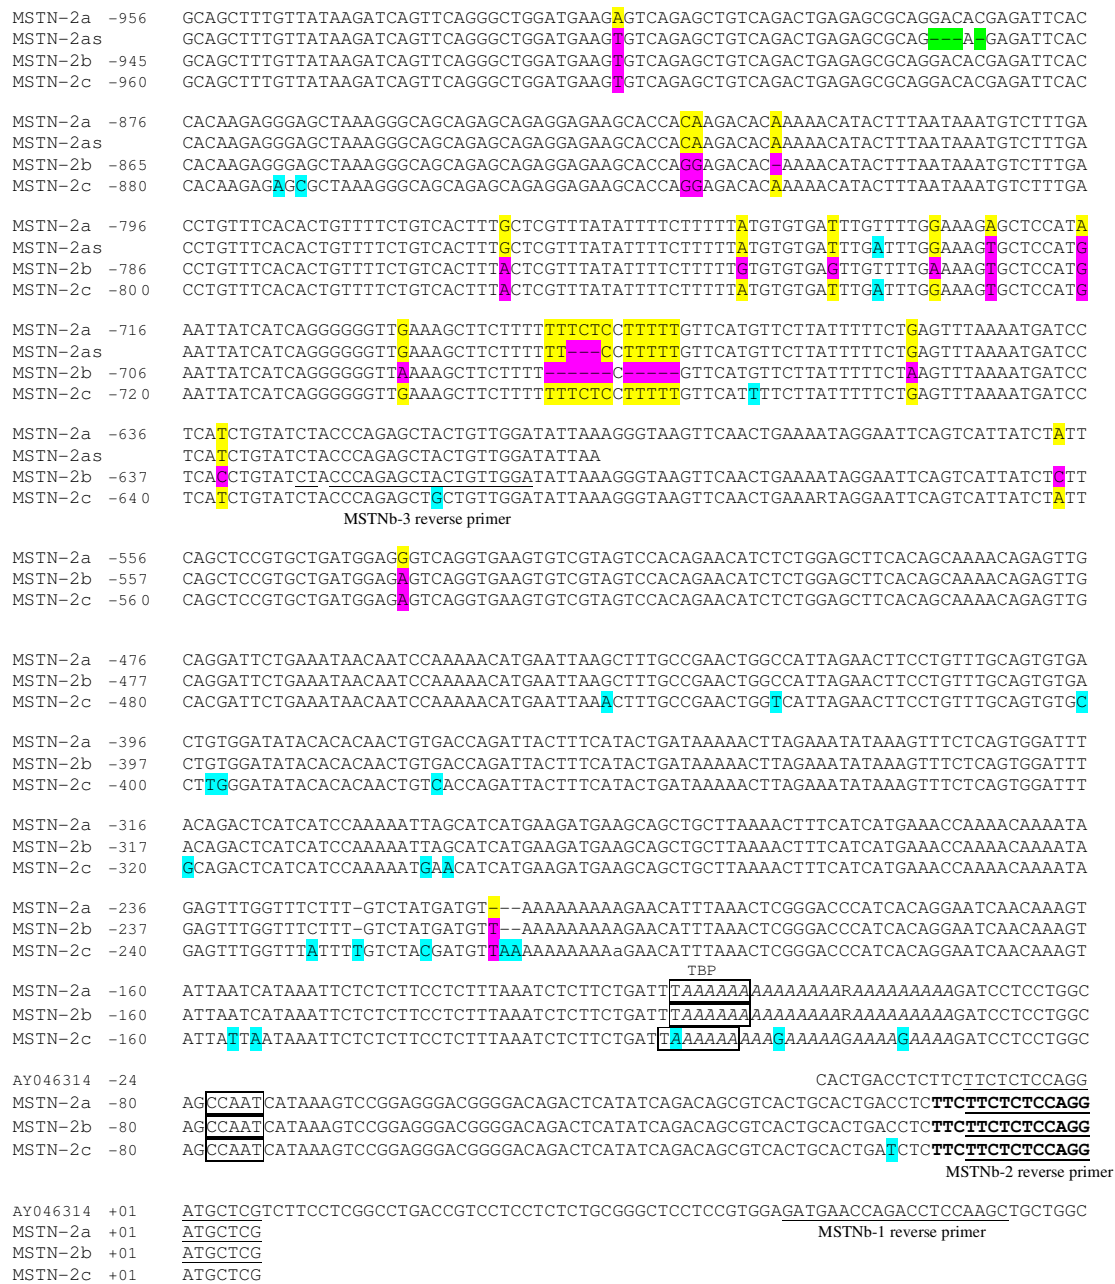 MSTN-2a -956 GCAGCTTTGTTATAAGATCAGTTCAGGGCTGGATGAAGAGTCAGAGCTGTCAGACTGAGAGCGCAGGACACGAGATTCAC
MSTN-2as GCAGCTTTGTTATAAGATCAGTTCAGGGCTGGATGAAGTGTCAGAGCTGTCAGACTGAGAGCGCAG---A-GAGATTCAC
MSTN-2b -945 GCAGCTTTGTTATAAGATCAGTTCAGGGCTGGATGAAGTGTCAGAGCTGTCAGACTGAGAGCGCAGGACACGAGATTCAC
MSTN-2c -960 GCAGCTTTGTTATAAGATCAGTTCAGGGCTGGATGAAGTGTCAGAGCTGTCAGACTGAGAGCGCAGGACACGAGATTCAC
MSTN-2a -876 CACAAGAGGGAGCTAAAGGGCAGCAGAGCAGAGGAGAAGCACCACAAGACACAAAAACATACTTTAATAAATGTCTTTGA
MSTN-2as CACAAGAGGGAGCTAAAGGGCAGCAGAGCAGAGGAGAAGCACCACAAGACACAAAAACATACTTTAATAAATGTCTTTGA
MSTN-2b -865 CACAAGAGGGAGCTAAAGGGCAGCAGAGCAGAGGAGAAGCACCAGGAGACAC-AAAACATACTTTAATAAATGTCTTTGA
MSTN-2c -880 CACAAGAGAGCGCTAAAGGGCAGCAGAGCAGAGGAGAAGCACCAGGAGACACAAAAACATACTTTAATAAATGTCTTTGA
MSTN-2a -796 CCTGTTTCACACTGTTTTCTGTCACTTTGCTCGTTTATATTTTCTTTTTATGTGTGATTTGTTTTGGAAAGAGCTCCATA
MSTN-2as CCTGTTTCACACTGTTTTCTGTCACTTTGCTCGTTTATATTTTCTTTTTATGTGTGATTTGATTTGGAAAGTGCTCCATG
MSTN-2b -786 CCTGTTTCACACTGTTTTCTGTCACTTTACTCGTTTATATTTTCTTTTTGTGTGTGAGTTGTTTTGAAAAGTGCTCCATG
MSTN-2c -800 CCTGTTTCACACTGTTTTTTGTCACTTTACTCGTTTATATTTTCTTTTTATGTGTGATTTGATTTGGAAAGTGCTCCATG
MSTN-2a -716 AATTATCATCAGGGGGGTTGAAAGCTTCTTTTTTTCTCCTTTTTGTTCATGTTCTTATTTTTCTGAGTTTAAAATGATCC
MSTN-2as AATTATCATCAGGGGGGTTGAAAGCTTCTTTTTT---CCTTTTTGTTCATGTTCTTATTTTTCTGAGTTTAAAATGATCC
MSTN-2b -706 AATTATCATCAGGGGGGTTAAAAGCTTCTTTT------C-----GTTCATGTTCTTATTTTTCTAAGTTTAAAATGATCC
MSTN-2c -720 AATTATCATCAGGGGGGTTGAAAGCTTCTTTTTTTCTCCTTTTTGTTCATTTTCTTATTTTTCTGAGTTTAAAATGATCC
MSTN-2a -636 TCATCTGTATCTACCCAGAGCTACTGTTGGATATTAAAGGGTAAGTTCAACTGAAAATAGGAATTCAGTCATTATCTATT
MSTN-2as TCATCTGTATCTACCCAGAGCTACTGTTGGATATTAA
MSTN-2b -637 TCACCTGTATCTACCCAGAGCTACTGTTGGATATTAAAGGGTAAGTTCAACTGAAAATAGGAATTCAGTCATTATCTCTT
MSTN-2c -640 TCATCTGTATCTACCCAGAGCTGCTGTTGGATATTAAAGGGTAAGTTCAACTGAAARTAGGAATTCAGTCATTATCTATT
MSTNb-3 reverse primer
MSTN-2a -556 CAGCTCCGTGCTGATGGAGGGTCAGGTGAAGTGTCGTAGTCCACAGAACATCTCTGGAGCTTCACAGCAAAACAGAGTTG
MSTN-2b -557 CAGCTCCGTGCTGATGGAGAGTCAGGTGAAGTGTCGTAGTCCACAGAACATCTCTGGAGCTTCACAGCAAAACAGAGTTG
MSTN-2c -560 CAGCTCCGTGCTGATGGAGAGTCAGGTGAAGTGTCGTAGTCCACAGAACATCTCTGGAGCTTCACAGCAAAACAGAGTTG
MSTN-2a -476 CAGGATTCTGAAATAACAATCCAAAAACATGAATTAAGCTTTGCCGAACTGGCCATTAGAACTTCCTGTTTGCAGTGTGA
MSTN-2b -477 CAGGATTCTGAAATAACAATCCAAAAACATGAATTAAGCTTTGCCGAACTGGCCATTAGAACTTCCTGTTTGCAGTGTGA
MSTN-2c -480 CACGATTCTGAAATAACAATCCAAAAACATGAATTAAACTTTGCCGAACTGGTCATTAGAACTTCCTGTTTGCAGTGTGC
MSTN-2a -396 CTGTGGATATACACACAACTGTGACCAGATTACTTTCATACTGATAAAAACTTAGAAATATAAAGTTTCTCAGTGGATTT
MSTN-2b -397 CTGTGGATATACACACAACTGTGACCAGATTACTTTCATACTGATAAAAACTTAGAAATATAAAGTTTCTCAGTGGATTT
MSTN-2c -400 CTTGGGATATACACACAACTGTCACCAGATTACTTTCATACTGATAAAAACTTAGAAATATAAAGTTTCTCAGTGGATTT
MSTN-2a -316 ACAGACTCATCATCCAAAAATTAGCATCATGAAGATGAAGCAGCTGCTTAAAACTTTCATCATGAAACCAAAACAAAATA
MSTN-2b -317 ACAGACTCATCATCCAAAAATTAGCATCATGAAGATGAAGCAGCTGCTTAAAACTTTCATCATGAAACCAAAACAAAATA
MSTN-2c -320 GCAGACTCATCATCCAAAAATGAACATCATGAAGATGAAGCAGCTGCTTAAAACTTTCATCATGAAACCAAAACAAAATA
MSTN-2a -236 GAGTTTGGTTTCTTT-GTCTATGATGT---AAAAAAAAAGAACATTTAAACTCGGGACCCATCACAGGAATCAACAAAGT
MSTN-2b -237 GAGTTTGGTTTCTTT-GTCTATGATGTT--AAAAAAAAAGAACATTTAAACTCGGGACCCATCACAGGAATCAACAAAGT
MSTN-2c -240 GAGTTTGGTTTATTTTGTCTACGATGTTAAAAAAAAAAaGAACATTTAAACTCGGGACCCATCACAGGAATCAACAAAGT
TBP
MSTN-2a -160 ATTAATCATAAATTCTCTCTTCCTCTTTAAATCTCTTCTGATTTAAAAAAAAAAAAAARAAAAAAAAAGATCCTCCTGGC
MSTN-2b -160 ATTAATCATAAATTCTCTCTTCCTCTTTAAATCTCTTCTGATTTAAAAAAAAAAAAAARAAAAAAAAAGATCCTCCTGGC
MSTN-2c -160 ATTATTAATAAATTCTCTCTTCCTCTTTAAATCTCTTCTGATTAAAAAAAAAGAAAAAGAAAAGAAAAGATCCTCCTGGC
AY046314 -24 CACTGACCTCTTCTTCTCTCCAGG
MSTN-2a -80 AGCCAATCATAAAGTCCGGAGGGACGGGGACAGACTCATATCAGACAGCGTCACTGCACTGACCTCTTCTTCTCTCCAGG
MSTN-2b -80 AGCCAATCATAAAGTCCGGAGGGACGGGGACAGACTCATATCAGACAGCGTCACTGCACTGACCTCTTCTTCTCTCCAGG
MSTN-2c -80 AGCCAATCATAAAGTCCGGAGGGACGGGGACAGACTCATATCAGACAGCGTCACTGCACTGATCTCTTCTTCTCTCCAGG
MSTNb-2 reverse primer
AY046314 +01 ATGCTCGTCTTCCTCGGCCTGACCGTCCTCCTCTCTGCGGGCTCCTCCGTGGAGATGAACCAGACCTCCAAGCTGCTGGC
MSTN-2a +01 ATGCTCG MSTNb-1 reverse primer
MSTN-2b +01 ATGCTCG
MSTN-2c +01 ATGCTCG